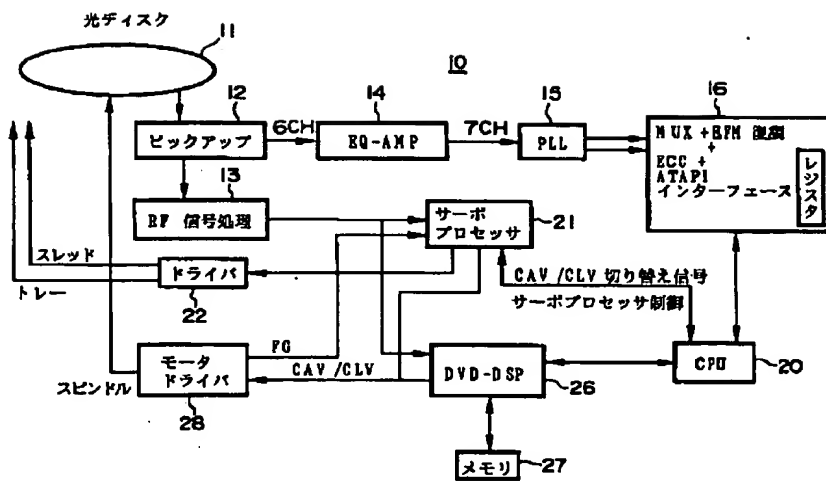 光ディスク
11
10
12
ピックアップ
6CH
14
EQ-AMP
7CH
15
PLL
16
MUX + EFM 復調
+
ECC +
ATAPI
インターフェース
レジスタ
13
RF 信号処理
サーボ
プロセッサ
21
スレッド
トレー
ドライバ
22
CAV /CLV 切り替え信号
サーボプロセッサ制御
FG
スピンドル
モータ
ドライバ
28
CAV /CLV
DVD-DSP
26
CPU
20
メモリ
27